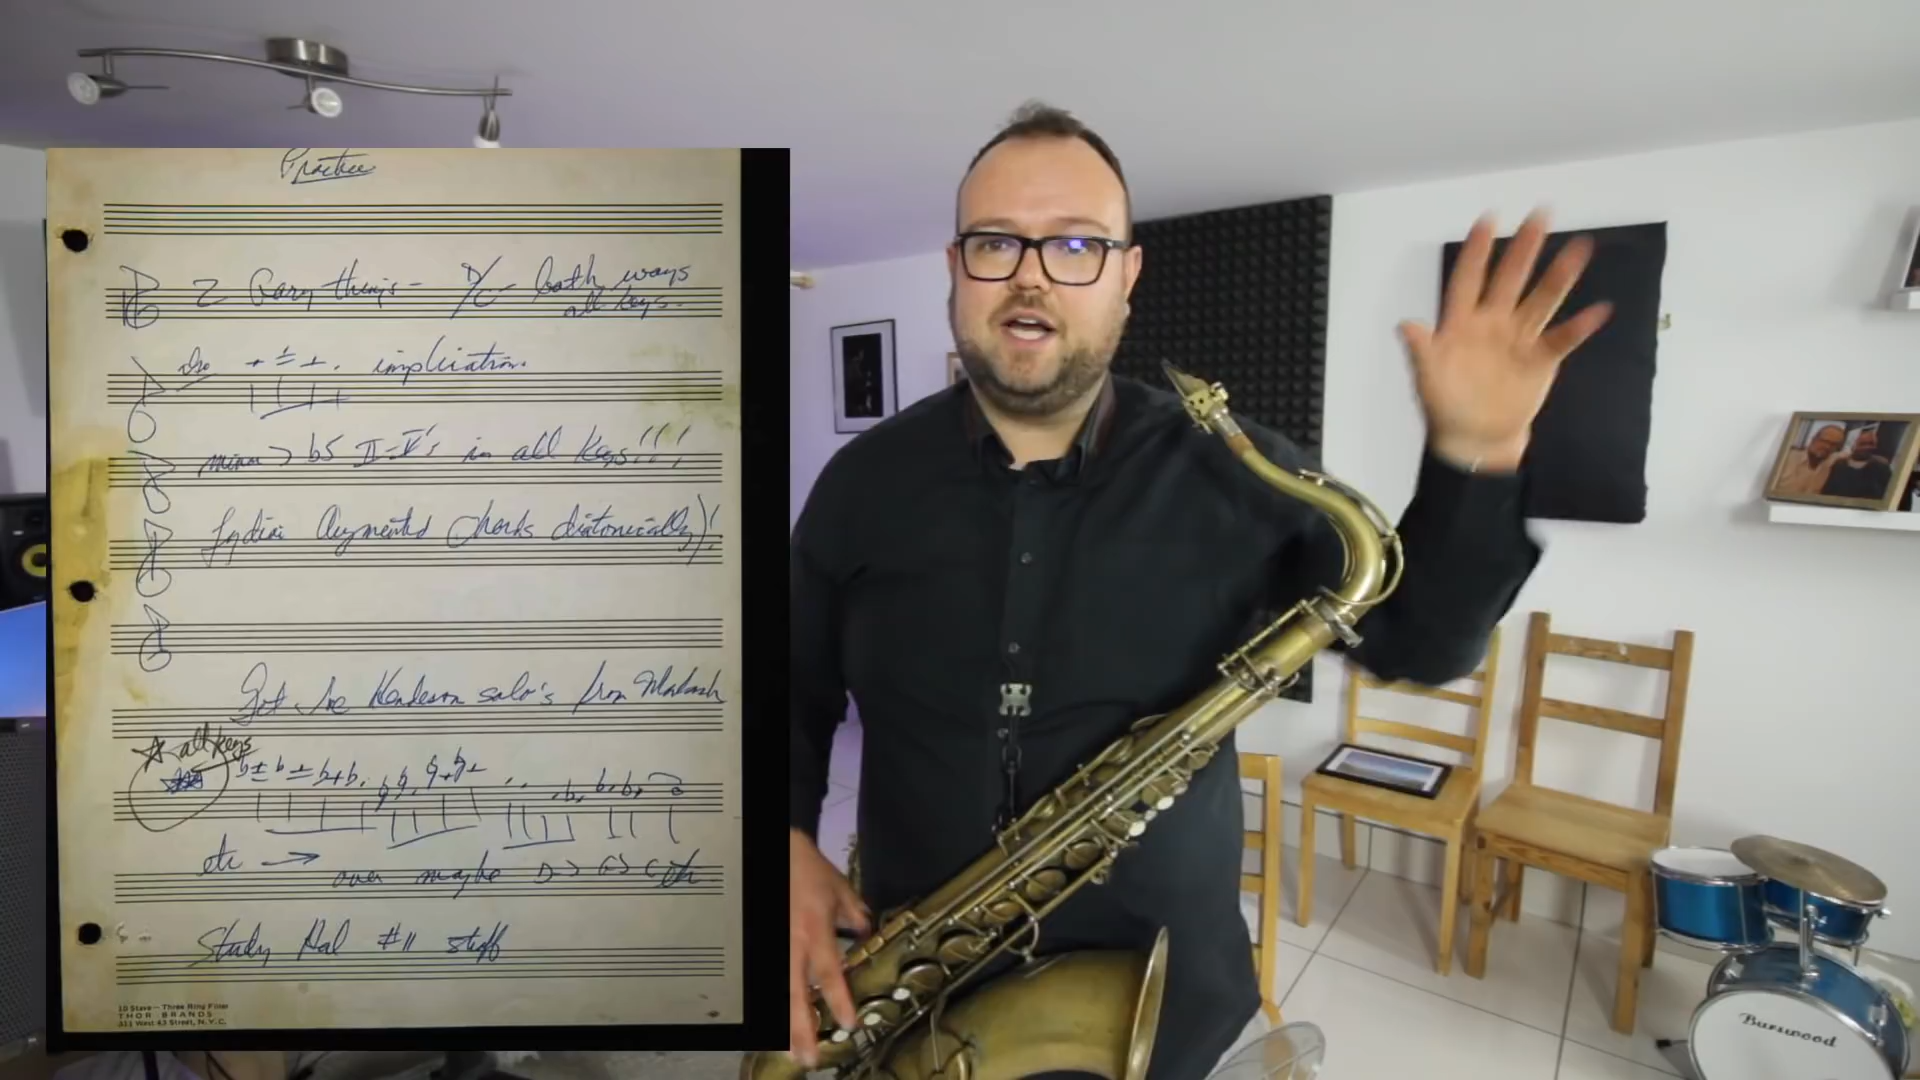 Practice
2 Gary things - D/C - both ways
all keys.
implication.
minor > b5 II-V's in all keys!!!
Lydian Augmented Chords diatonically)!
Get Joe Henderson solo's from
all keys
etc → over maybe D-> G> C etc.
Study Hal #11 stuff
10 Stave - Three Ring Filler
THOR BRANDS
311 West 43 Street, N.Y.C.
Burswood